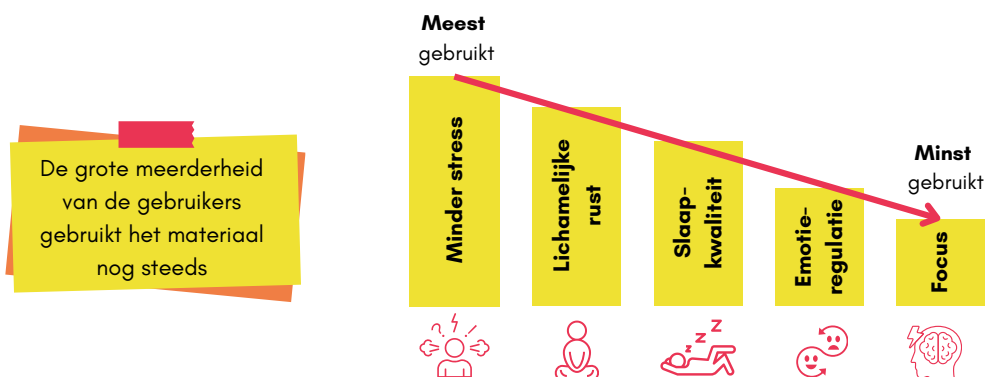 Meest
gebruikt
De grote meerderheid
van de gebruikers
gebruikt het materiaal
nog steeds
Minder stress
Lichamelijke
rust
Slaap-
kwaliteit
Emotie-
regulatie
Focus
Minst
gebruikt
?
z z Z